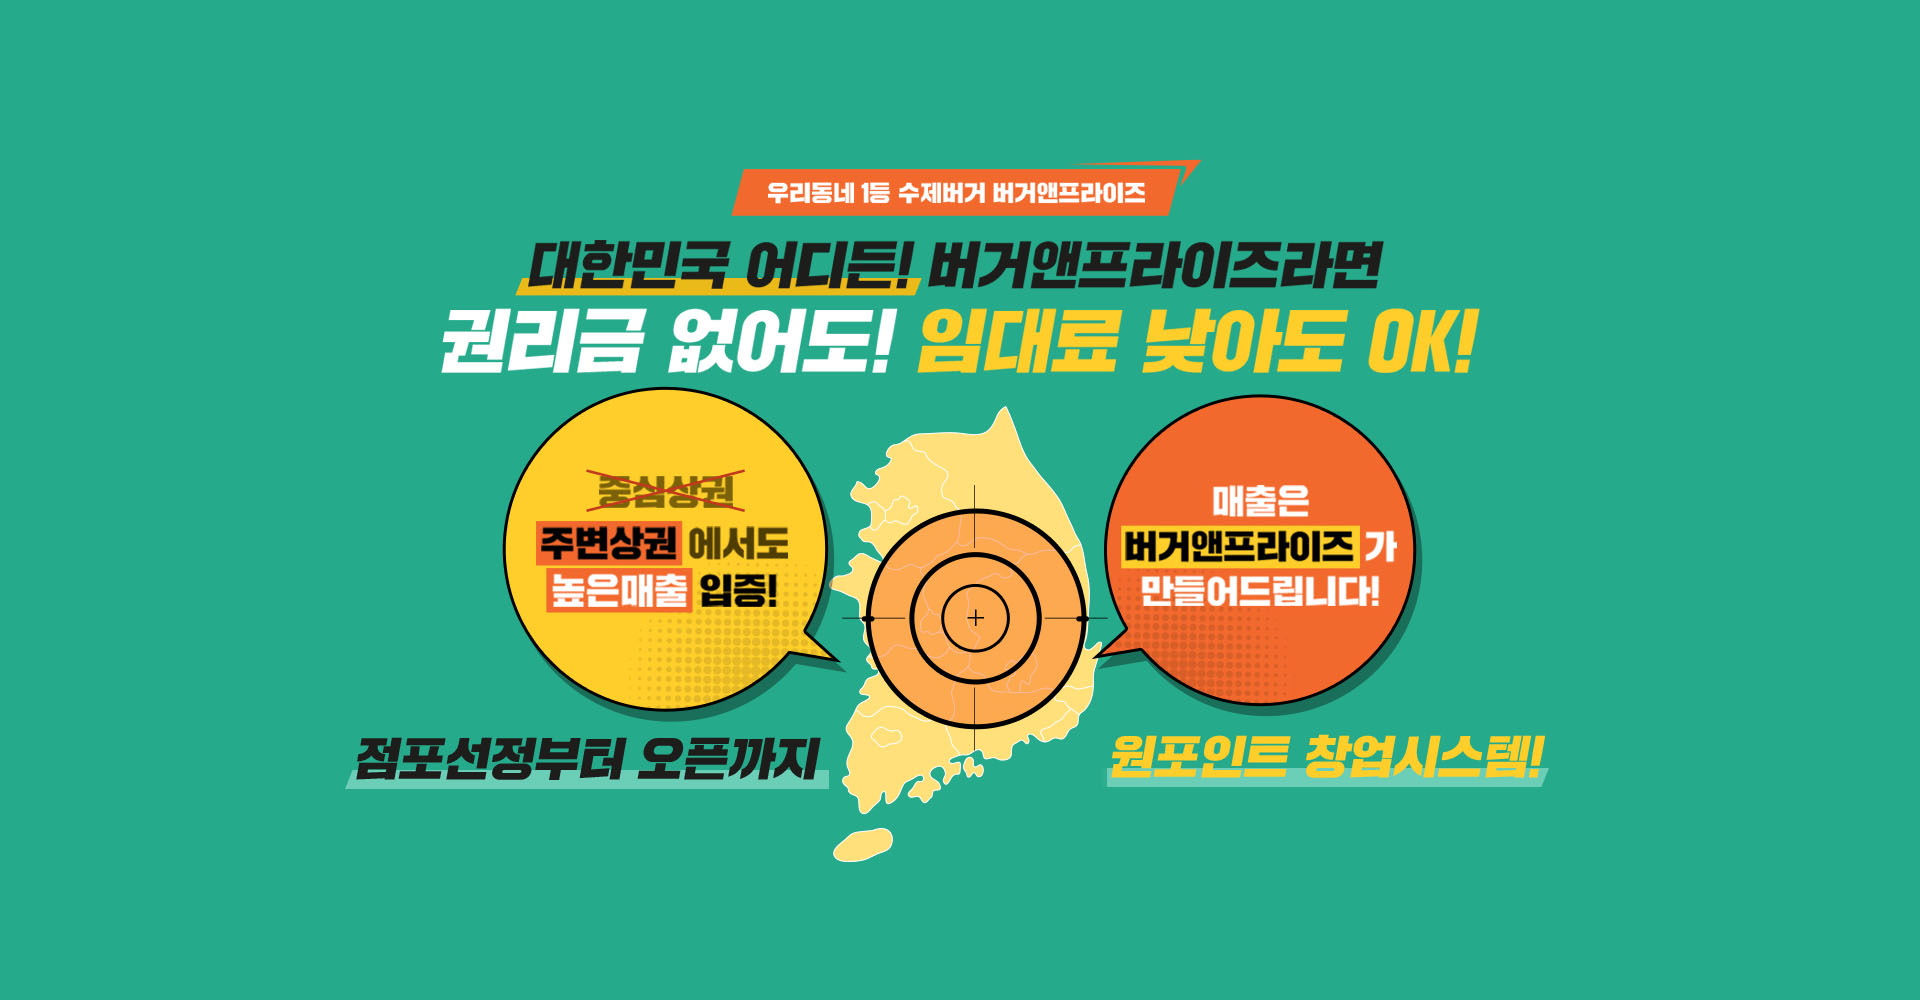 우리동네 1등 수제버거 버거앤프라이즈
대한민국 어디든! 버거앤프라이즈라면
권리금 없어도! 임대료 낮아도 OK!
중심상권
주변상권 에서도
높은매출 입증!
매출은
버거앤프라이즈 가
만들어드립니다!
점포선정부터 오픈까지
원포인트 창업시스템!